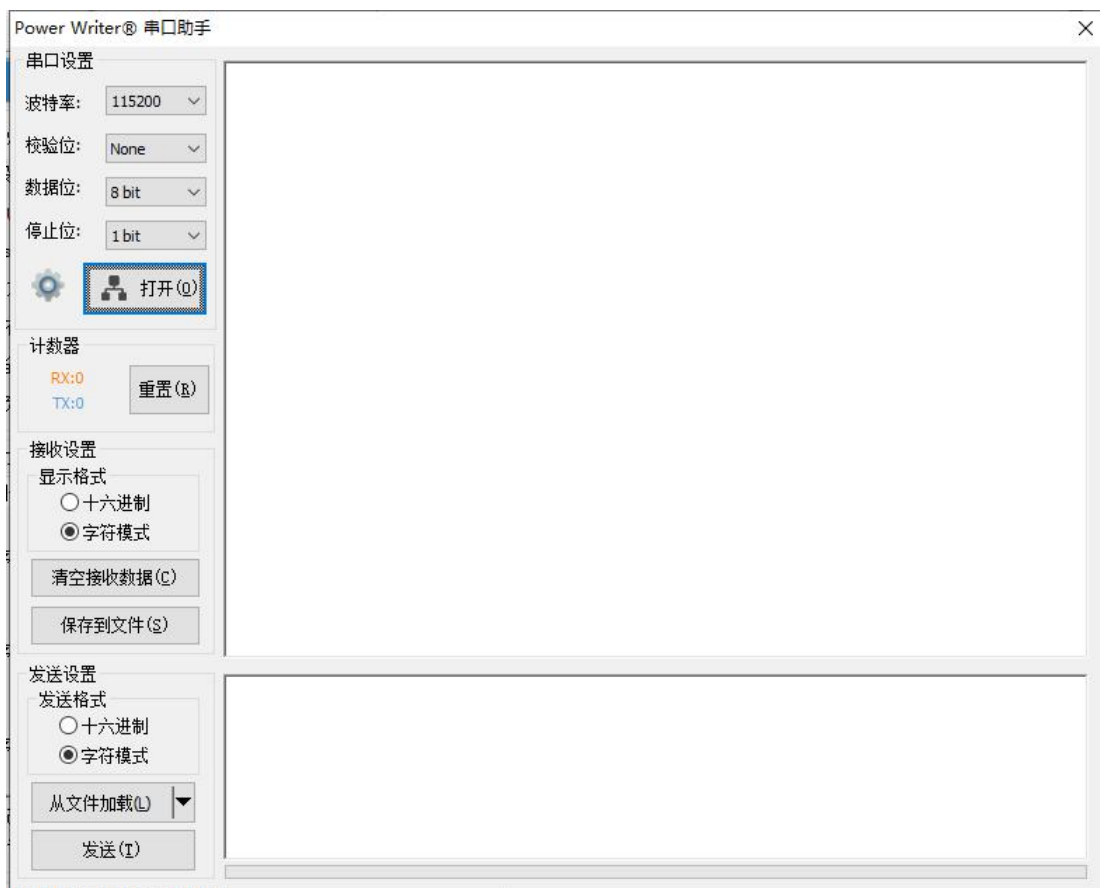 Power Writer® 串口助手
串口设置
波特率: 115200
校验位: None
数据位: 8 bit
停止位: 1 bit
打开(O)
计数器
RX:0
TX:0
重置(R)
接收设置
显示格式
十六进制
字符模式
清空接收数据(C)
保存到文件(S)
发送设置
发送格式
十六进制
字符模式
从文件加载(L)
发送(T)